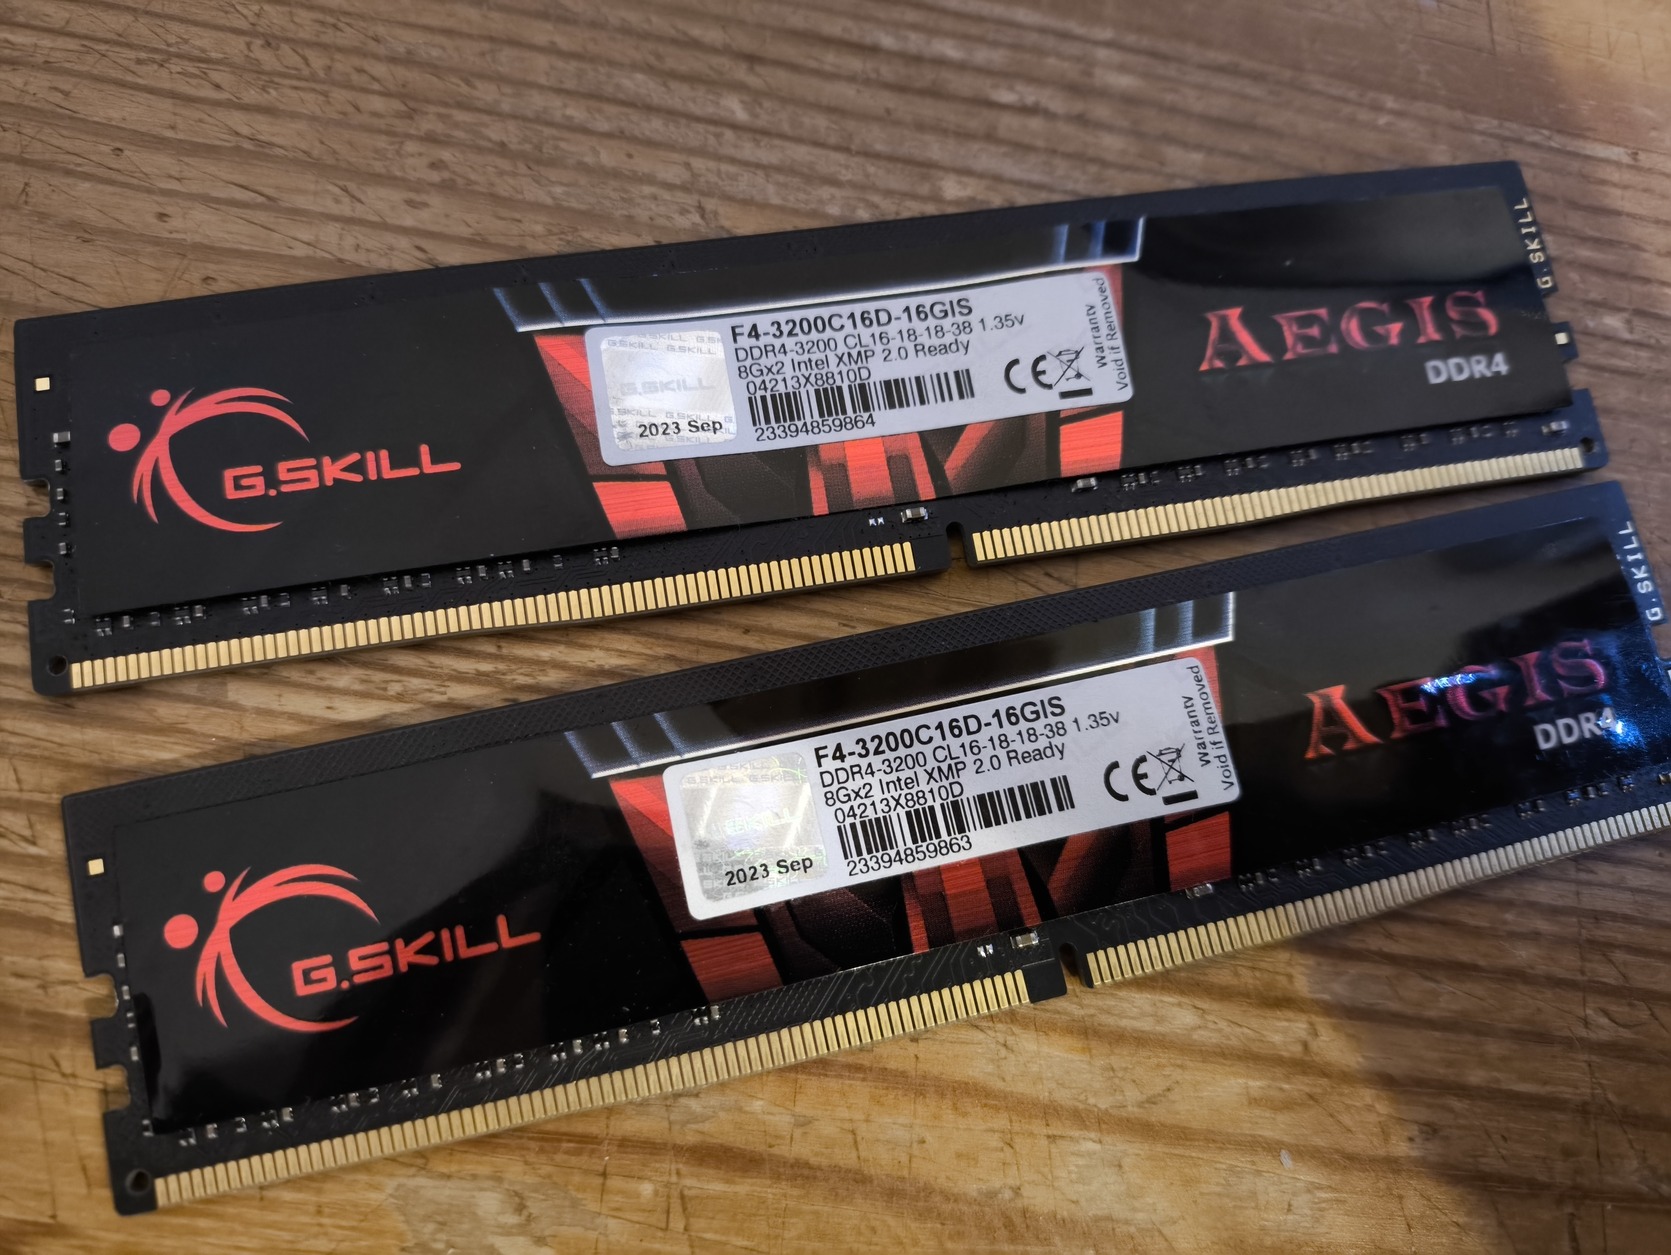 G.SKILL
F4-3200C16D-16GIS
DDR4-3200 CL16-18-18-38 1.35v
8Gx2 Intel XMP 2.0 Ready
04213X8810D
23394859864
G.SKILL
2023 Sep
CE
Warranty
Void if Removed
AEGIS
DDR4
G.SKILL
G.SKILL
F4-3200C16D-16GIS
DDR4-3200 CL16-18-18-38 1.35v
8Gx2 Intel XMP 2.0 Ready
04213X8810D
23394859863
2023 Sep
CE
Warranty
Void if Removed
AEGIS
DDR4
G.SKILL